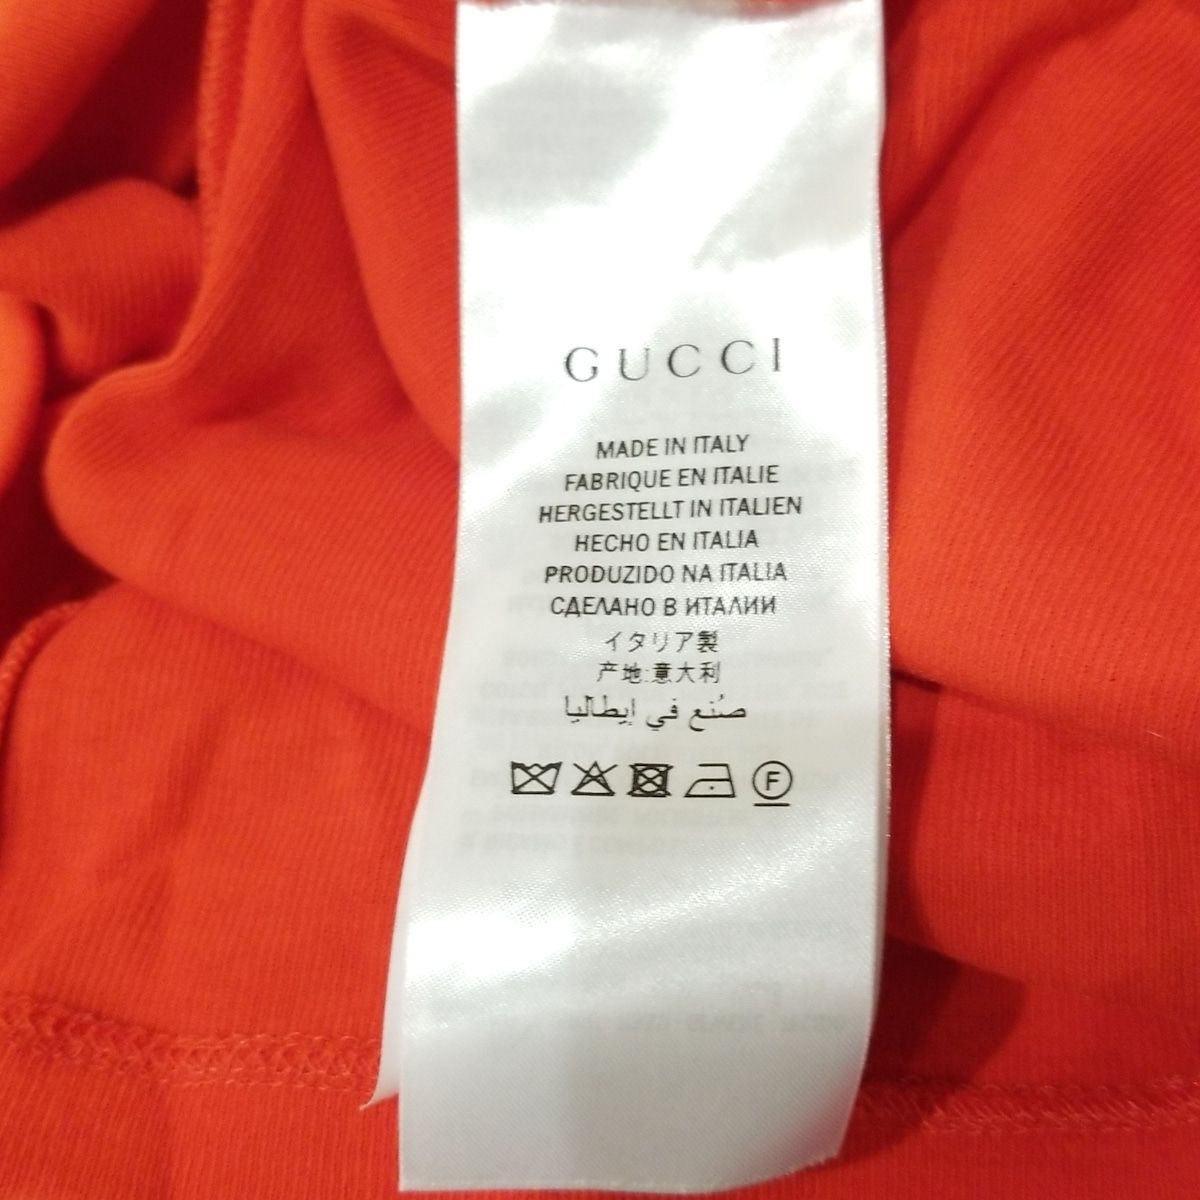 GUCCI
MADE IN ITALY
FABRIQUE EN ITALIE
HERGESTELLT IN ITALIEN
HECHO EN ITALIA
PRODUZIDO NA ITALIA
СДЕЛАНО В ИТАЛИИ
イタリア製
产地:意大利
صُنع في إيطاليا
F